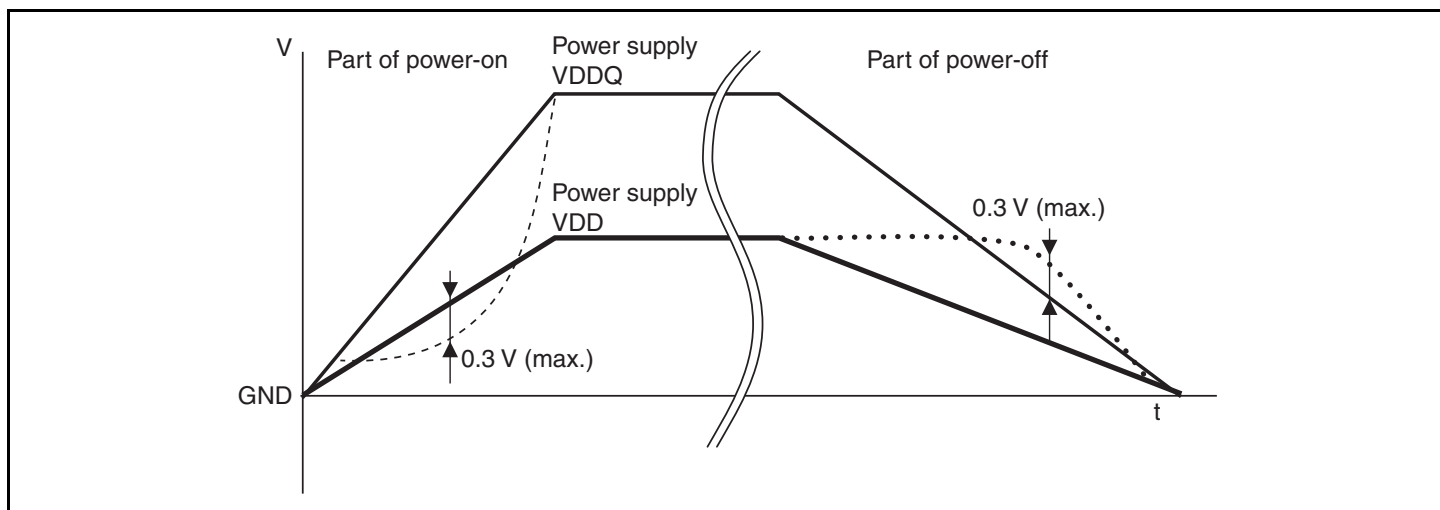 V
Part of power-on
Power supply
VDDQ
Part of power-off
Power supply
VDD
0.3 V (max.)
0.3 V (max.)
GND
t